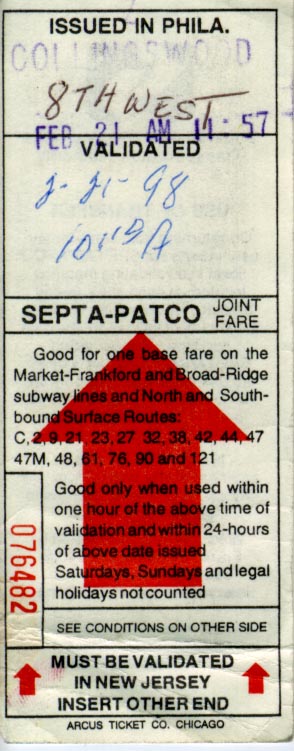 ISSUED IN PHILA.
COLLINGSWOOD
8TH WEST
FEB 21 AM 11:57
VALIDATED
2-21-98
SEPTA-PATCO JOINT FARE
Good for one base fare on the
Market-Frankford and Broad-Ridge
subway lines and North and South-
bound Surface Routes:
C, 2, 9, 21, 23, 27 32, 38, 42, 44, 47
47M, 48, 61, 76, 90 and 121
Good only when used within
one hour of the above time of
validation and within 24-hours
of above date issued
Saturdays, Sundays and legal
holidays not counted
076482
SEE CONDITIONS ON OTHER SIDE
MUST BE VALIDATED
IN NEW JERSEY
INSERT OTHER END
ARCUS TICKET CO. CHICAGO